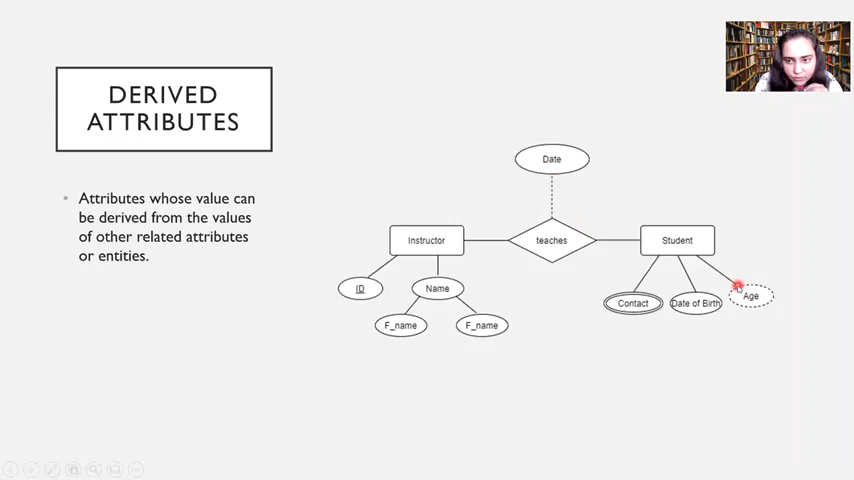 DERIVED
ATTRIBUTES
Attributes whose value can
be derived from the values
of other related attributes
or entities.
Date
Instructor
teaches
Student
ID
Name
Contact
Date of Birth
Age
F_name
F_name